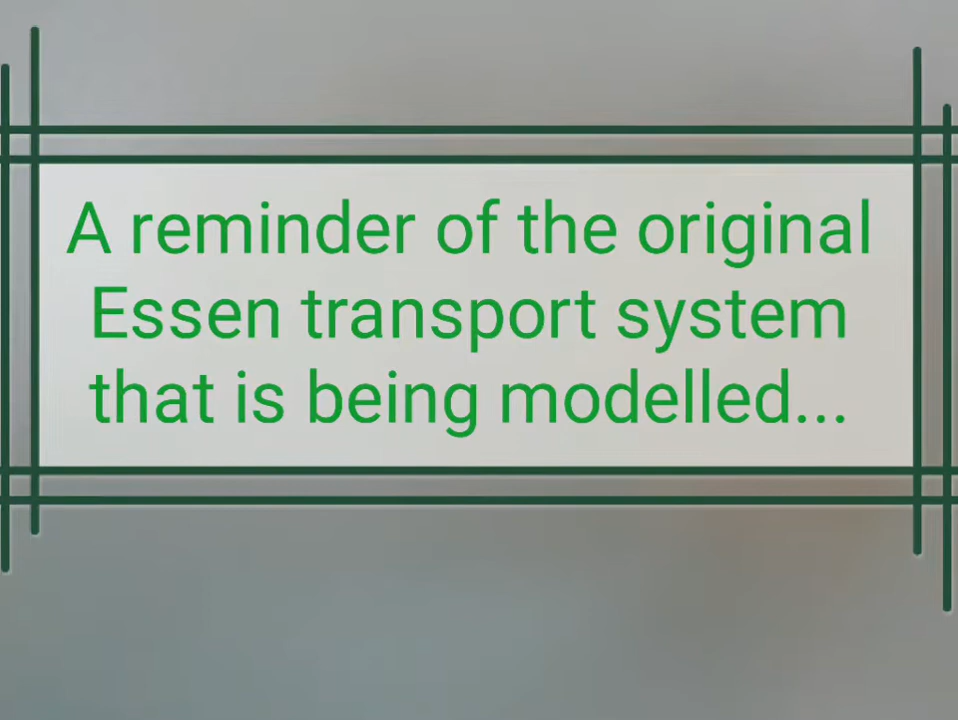 A reminder of the original
Essen transport system
that is being modelled...